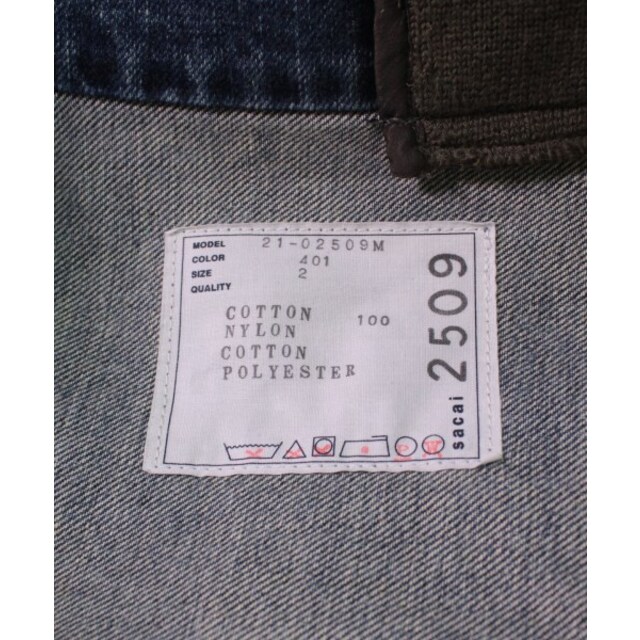 MODEL 21-02509M
COLOR 401
SIZE 2
QUALITY
COTTON 100
NYLON
COTTON
POLYESTER
sacai 2509